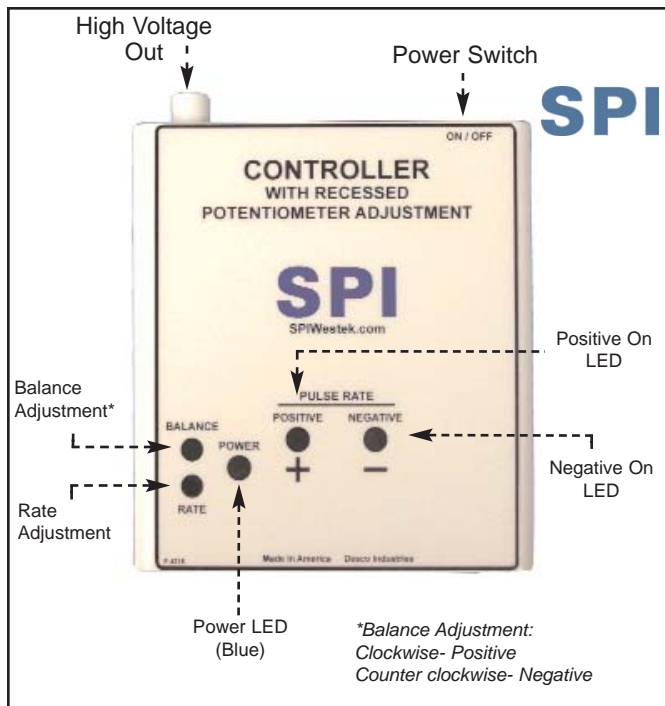 High Voltage
Out
Power Switch
SPI
ON / OFF
CONTROLLER
WITH RECESSED
POTENTIOMETER ADJUSTMENT
SPI
SPIWestek.com
Positive On
LED
PULSE RATE
Balance
Adjustment*
POSITIVE NEGATIVE
BALANCE
POWER
+ −
Negative On
LED
Rate
Adjustment
RATE
Made in America Desco Industries
Power LED
(Blue)
*Balance Adjustment:
Clockwise- Positive
Counter clockwise- Negative